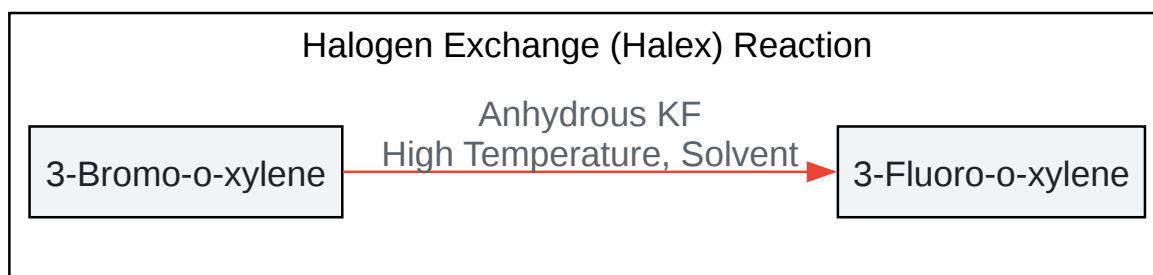 Halogen Exchange (Halex) Reaction
Anhydrous KF
High Temperature, Solvent
3-Bromo-o-xylene
3-Fluoro-o-xylene